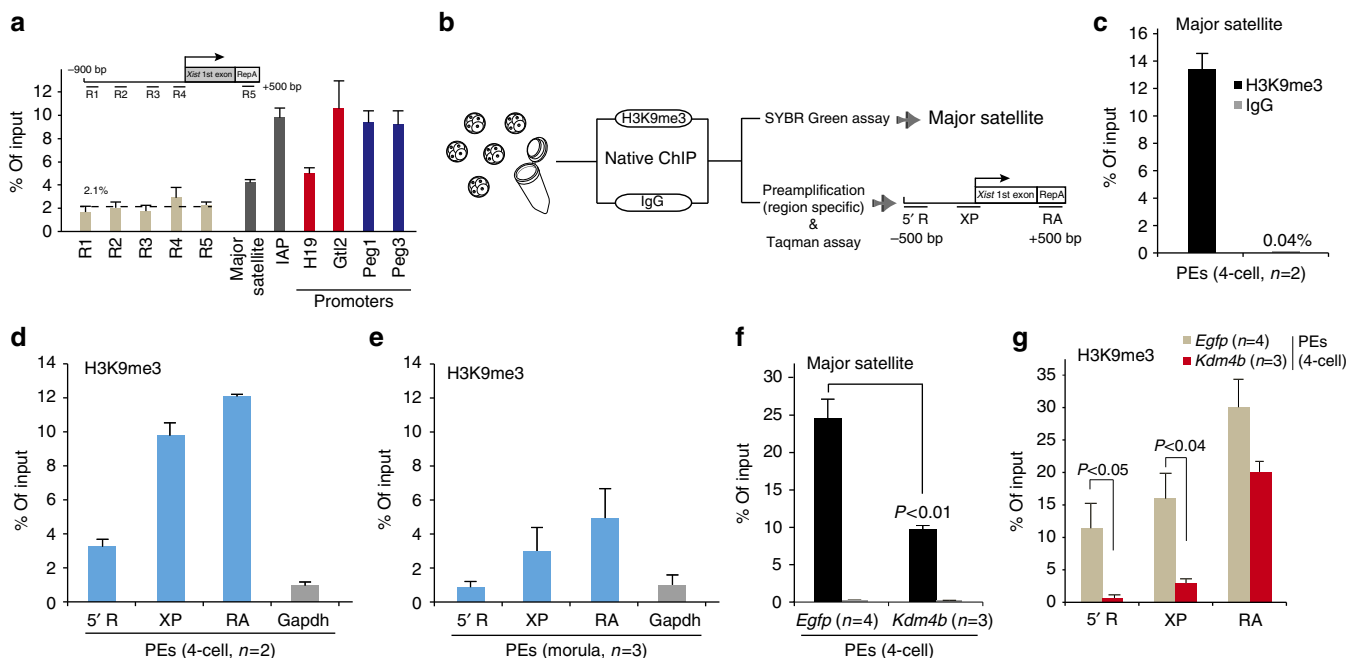 a
−900 bp
Xist 1st exon
RepA
R1 R2 R3 R4
+500 bp
R5
% Of input
12
10
8
6
4
2
0
2.1%
R1
R2
R3
R4
R5
Major
satellite
IAP
H19
Gtl2
Peg1
Peg3
Promoters
b
H3K9me3
Native ChIP
IgG
SYBR Green assay
Major satellite
Preamplification
(region specific)
&
Taqman assay
Xist 1st exon
RepA
5′ R
XP
RA
−500 bp
+500 bp
c
Major satellite
% Of input
16
14
12
10
8
6
4
2
0
H3K9me3
IgG
0.04%
PEs (4-cell, n=2)
d
H3K9me3
% Of input
14
12
10
8
6
4
2
0
5′ R
XP
RA
Gapdh
PEs (4-cell, n=2)
e
H3K9me3
% Of input
14
12
10
8
6
4
2
0
5′ R
XP
RA
Gapdh
PEs (morula, n=3)
f
Major satellite
% Of input
25
20
15
10
5
0
P<0.01
Egfp (n=4)
Kdm4b (n=3)
PEs (4-cell)
g
H3K9me3
Egfp (n=4)
Kdm4b (n=3)
PEs
(4-cell)
% Of input
35
30
25
20
15
10
5
0
P<0.05
P<0.04
5′ R
XP
RA